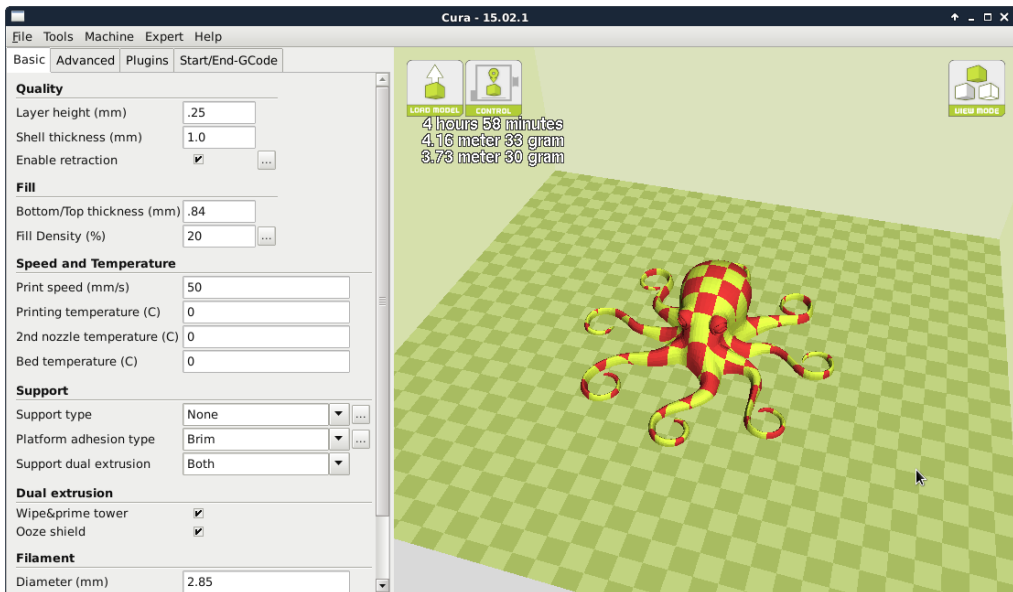 Cura - 15.02.1
File Tools Machine Expert Help
Basic Advanced Plugins Start/End-GCode
Quality
Layer height (mm) .25
Shell thickness (mm) 1.0
Enable retraction ...
Fill
Bottom/Top thickness (mm) .84
Fill Density (%) 20 ...
Speed and Temperature
Print speed (mm/s) 50
Printing temperature (C) 0
2nd nozzle temperature (C) 0
Bed temperature (C) 0
Support
Support type None ...
Platform adhesion type Brim ...
Support dual extrusion Both
Dual extrusion
Wipe&prime tower
Ooze shield
Filament
Diameter (mm) 2.85
LOAD MODEL CONTROL
4 hours 58 minutes
4.16 meter 33 gram
3.73 meter 30 gram
VIEW MODE